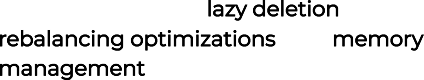 lazy deletion
rebalancing optimizations memory
management